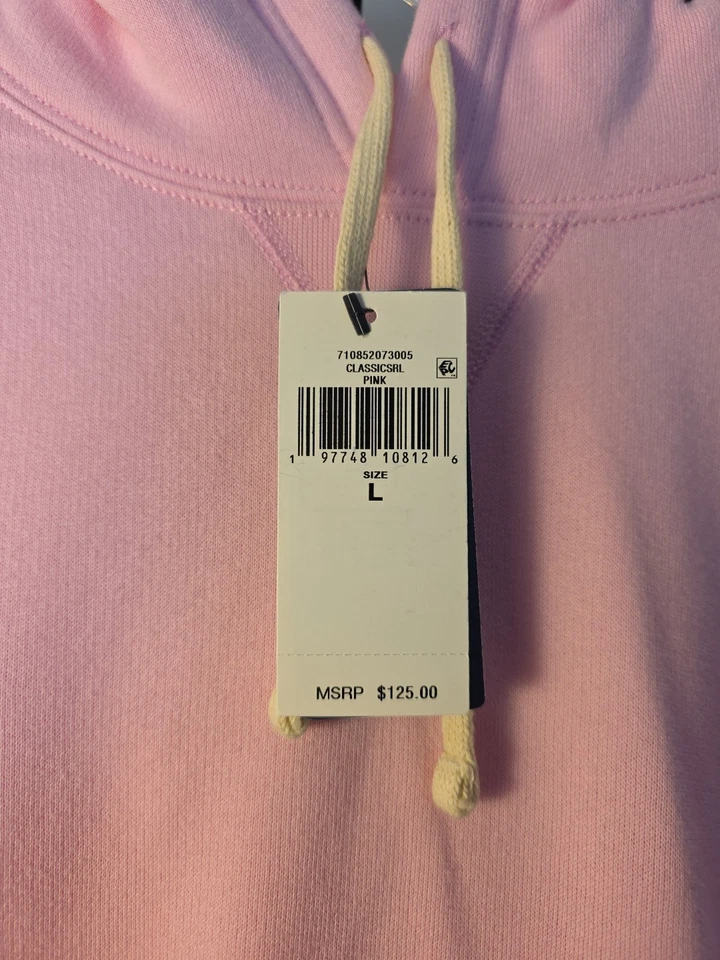 710852073005
CLASSICSRL
PINK
1 97748 10812 6
SIZE
L
MSRP $125.00